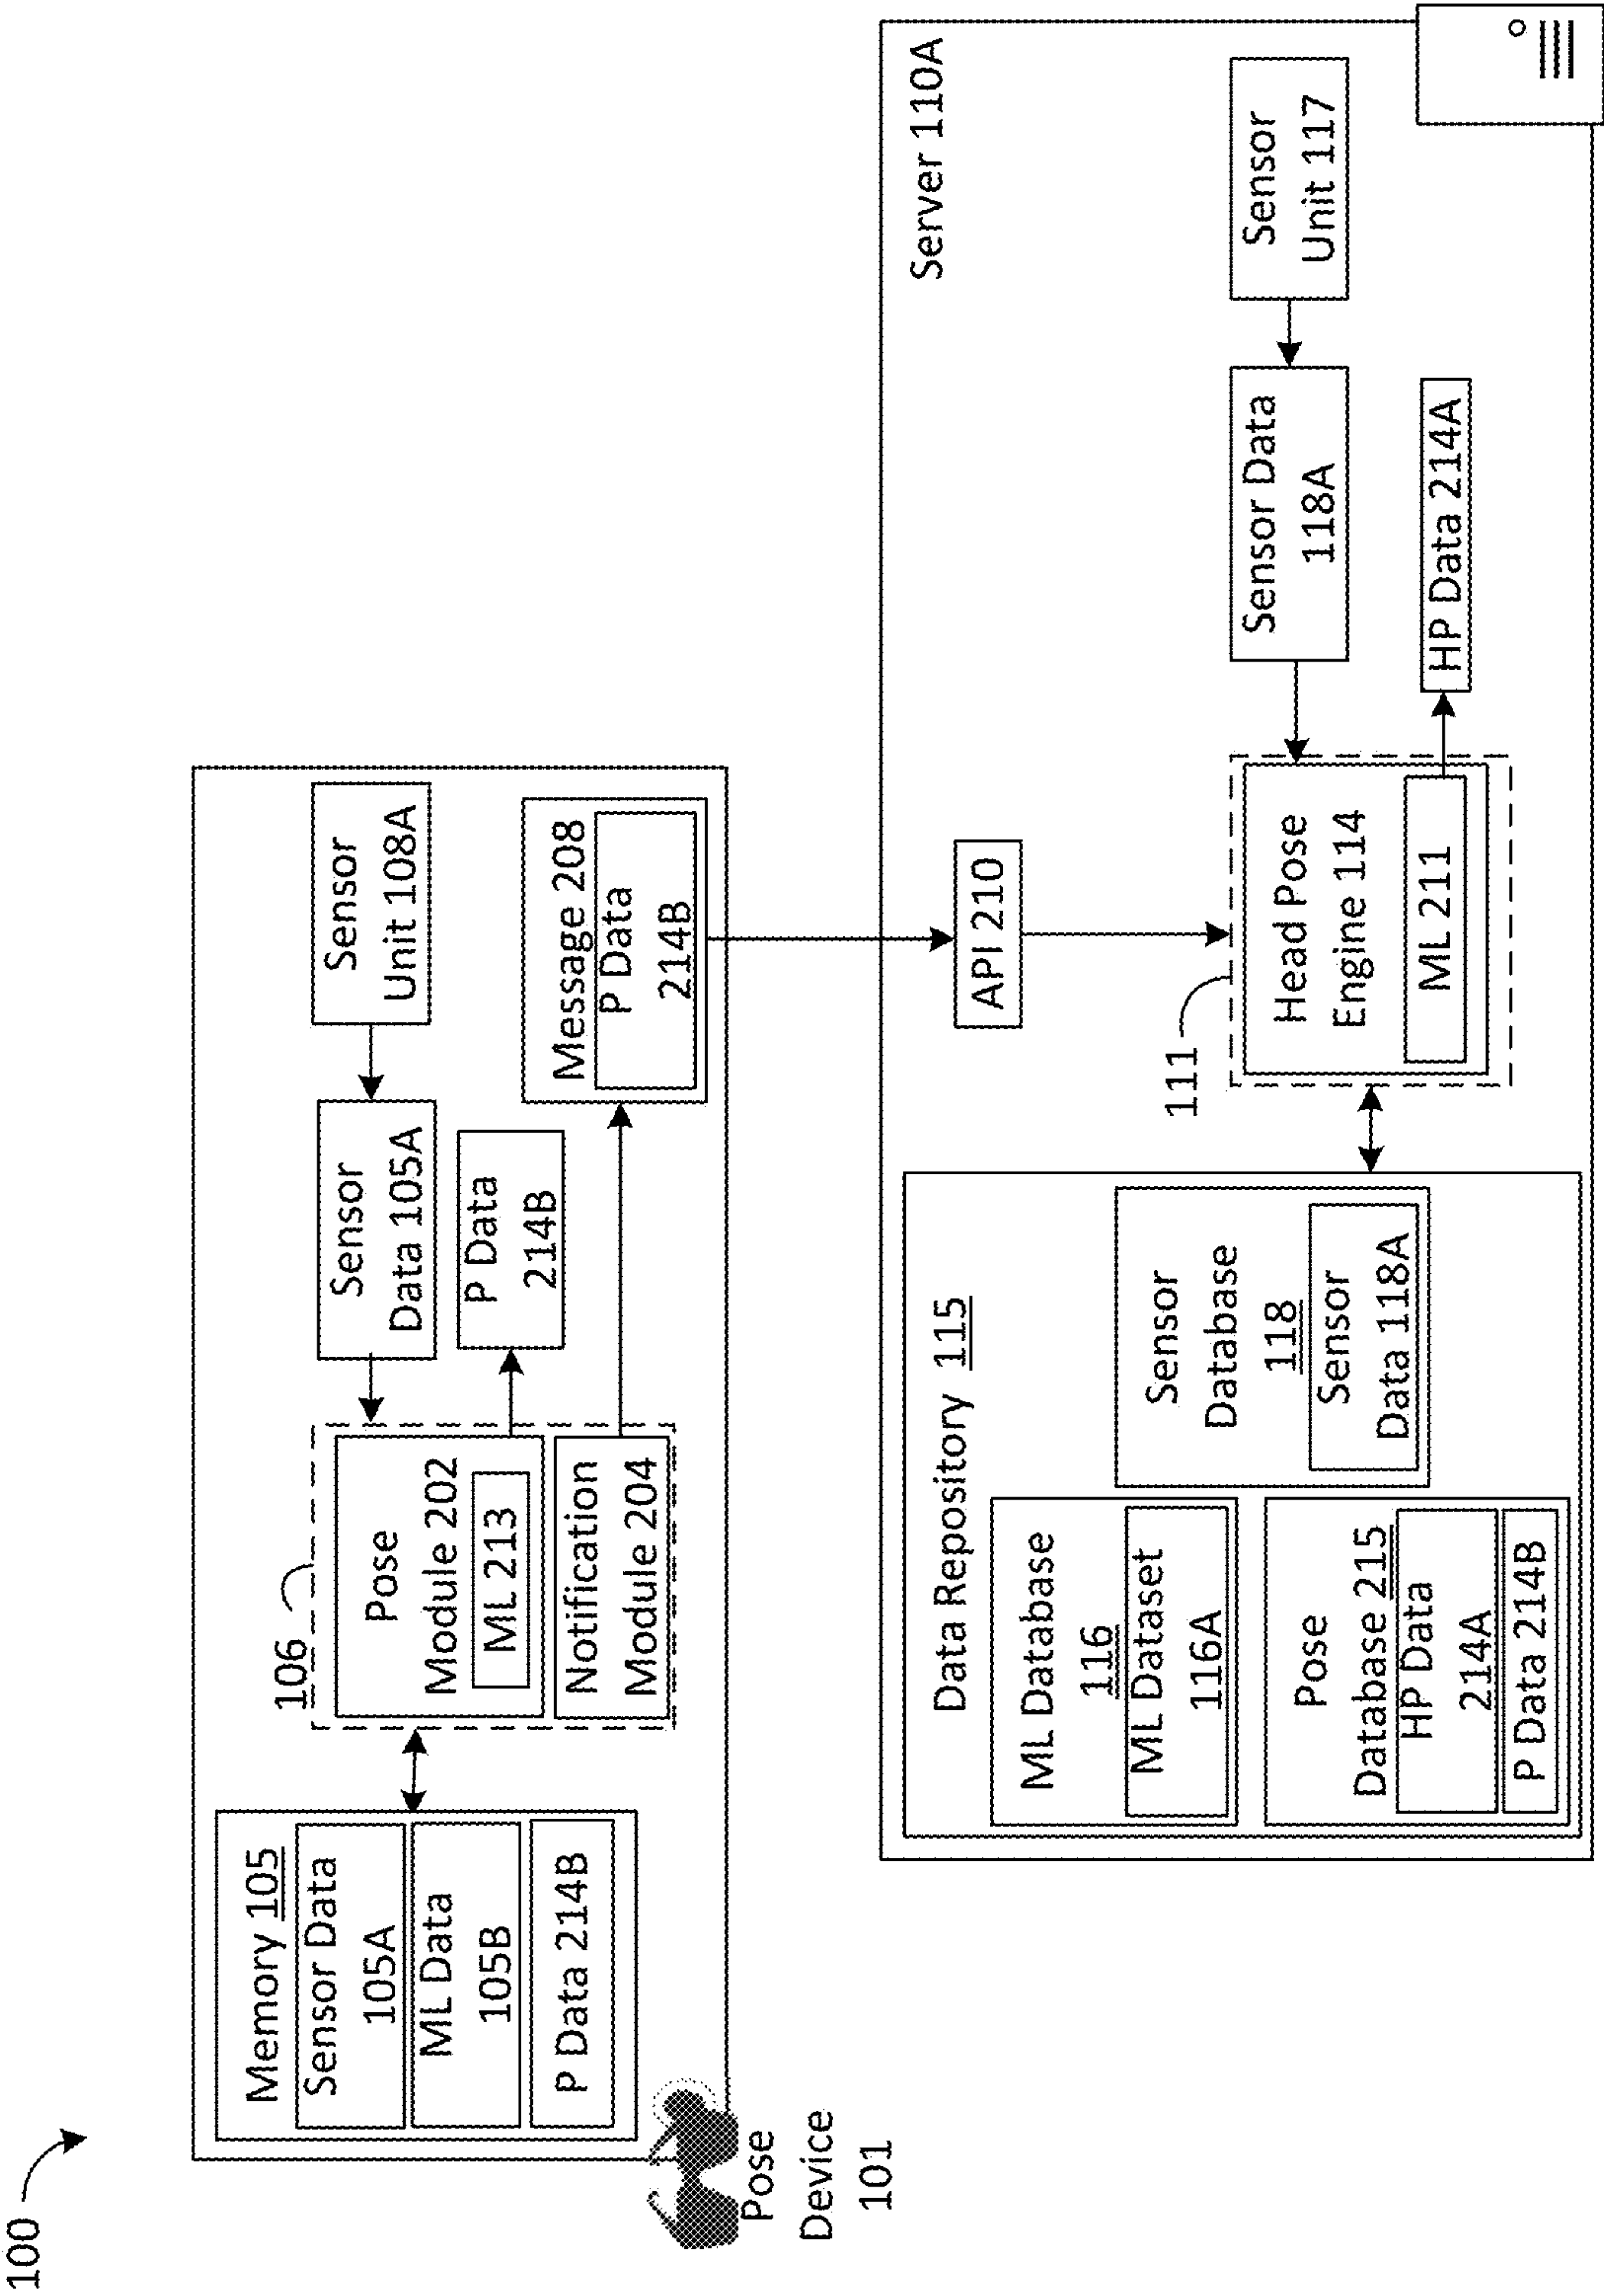 100
Memory 105
Sensor Data
105A
ML Data
105B
P Data 214B
Pose
Device
101
106
Pose
Module 202
ML 213
Notification
Module 204
Sensor
Data 105A
P Data
214B
Sensor
Unit 108A
Message 208
P Data
214B
Server 110A
API 210
Data Repository 115
ML Database
116
ML Dataset
116A
Pose
Database 215
HP Data
214A
P Data 214B
Sensor
Database
118
Sensor
Data 118A
111
Head Pose
Engine 114
ML 211
Sensor Data
118A
HP Data 214A
Sensor
Unit 117